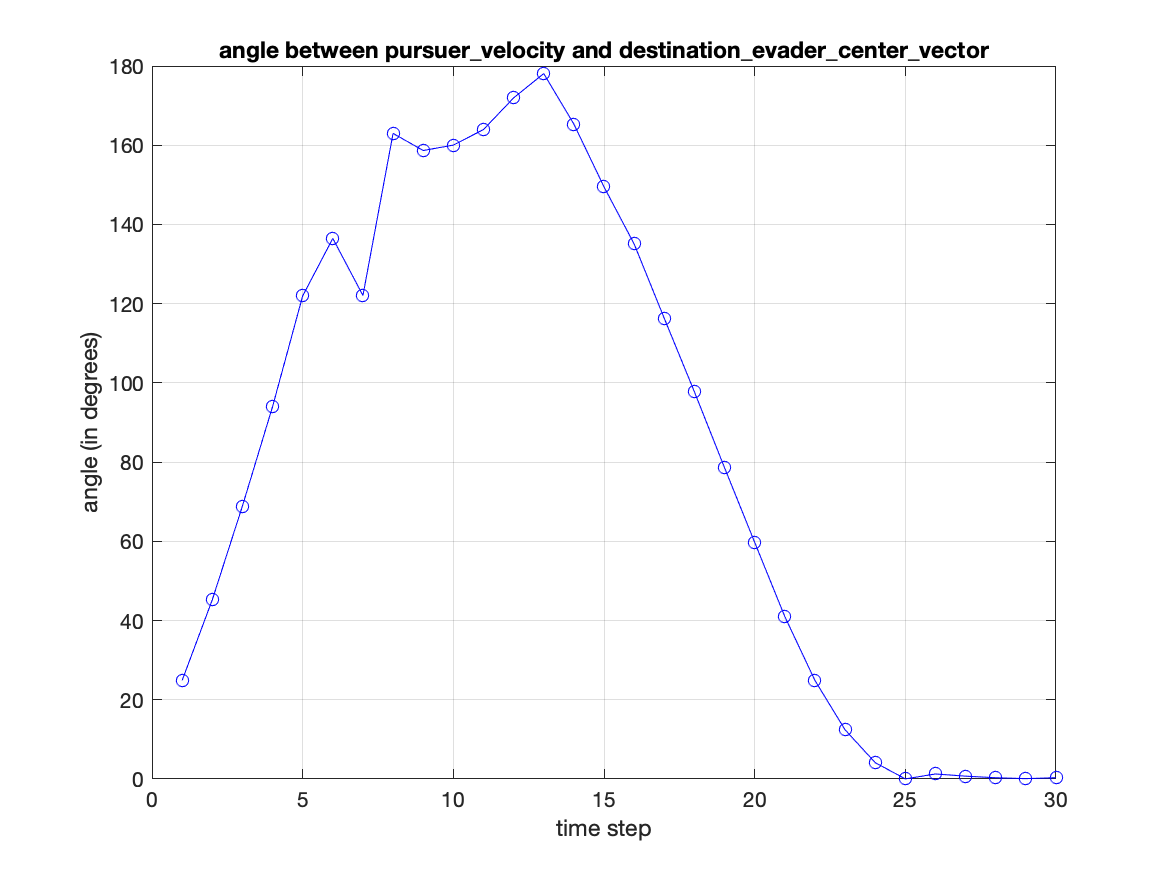 angle between pursuer_velocity and destination_evader_center_vector
180
160
140
120
100
80
60
40
20
0
angle (in degrees)
0 5 10 15 20 25 30
time step